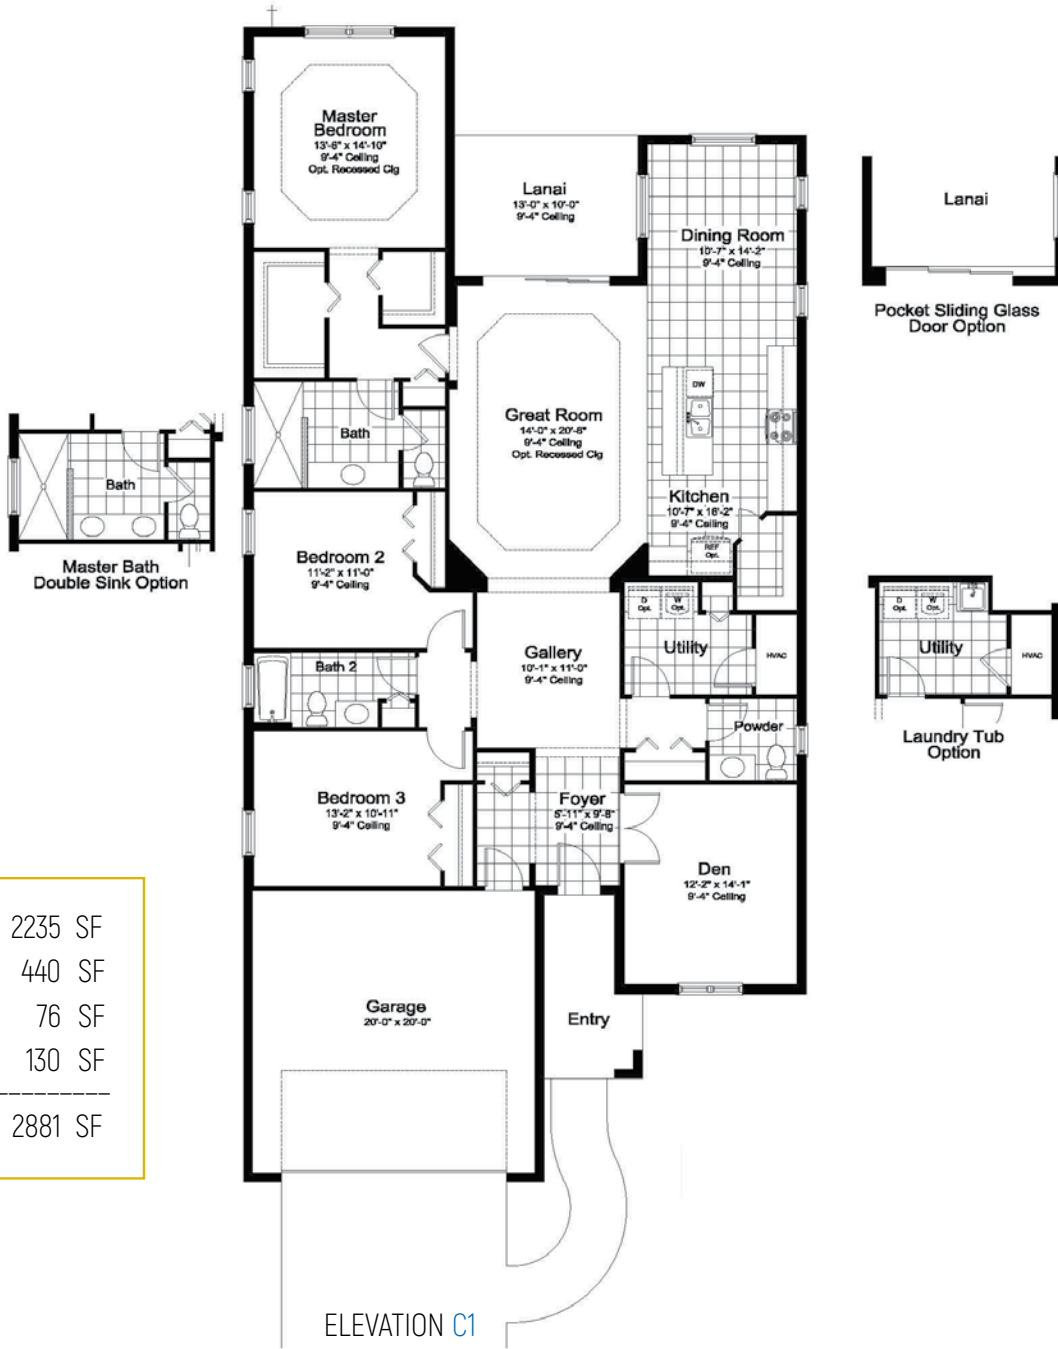 Master
Bedroom
13'-6" x 14'-10"
9'-4" Ceiling
Opt. Recessed Clg
Lanai
13'-0" x 10'-0"
9'-4" Ceiling
Dining Room
10'-7" x 14'-2"
9'-4" Ceiling
Lanai
Pocket Sliding Glass
Door Option
DW
Great Room
14'-0" x 20'-8"
9'-4" Ceiling
Opt. Recessed Clg
Bath
Bath
Master Bath
Double Sink Option
Kitchen
10'-7" x 16'-2"
9'-4" Ceiling
REF
Opt.
Bedroom 2
11'-2" x 11'-0"
9'-4" Ceiling
D
Opt.
W
Opt.
Utility
HVAC
D
Opt.
W
Opt.
Utility
HVAC
Laundry Tub
Option
Gallery
10'-1" x 11'-0"
9'-4" Ceiling
Bath 2
Powder
Bedroom 3
13'-2" x 10'-11"
9'-4" Ceiling
Foyer
5'-11" x 9'-8"
9'-4" Ceiling
Den
12'-2" x 14'-1"
9'-4" Ceiling
2235 SF
440 SF
76 SF
130 SF
----------
2881 SF
Garage
20'-0" x 20'-0"
Entry
ELEVATION C1